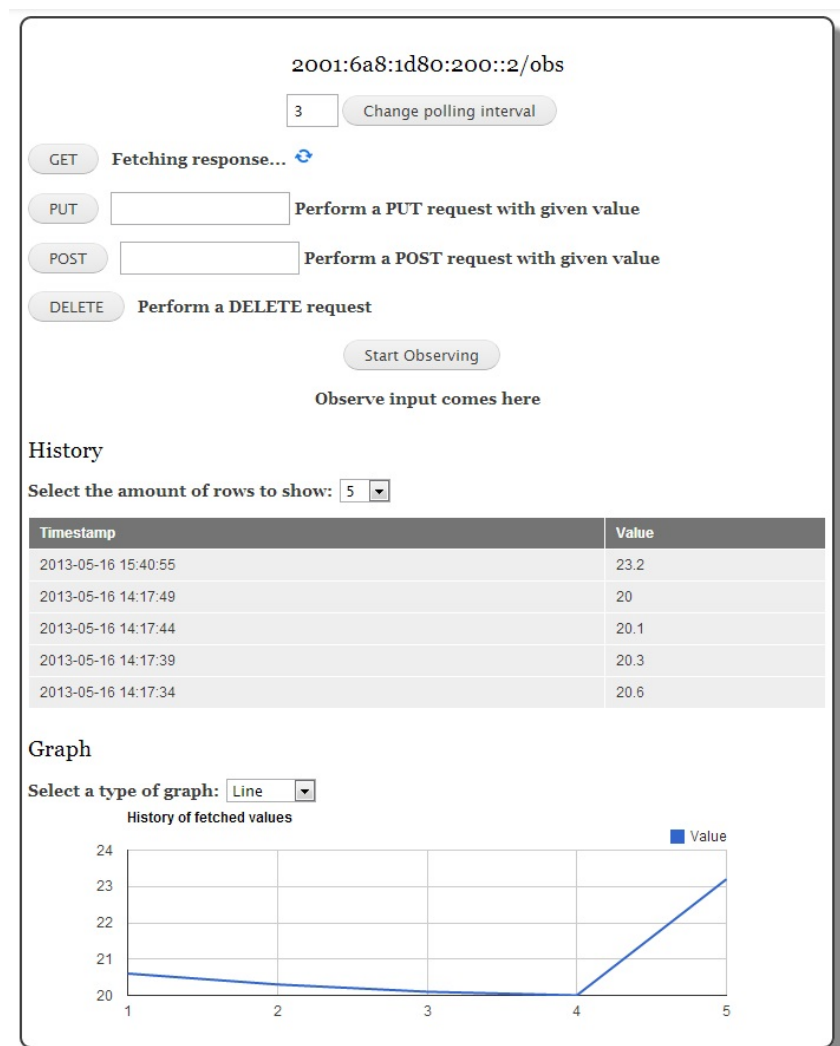 2001:6a8:1d80:200::2/obs
3 Change polling interval
GET Fetching response...
PUT Perform a PUT request with given value
POST Perform a POST request with given value
DELETE Perform a DELETE request
Start Observing
Observe input comes here
History
Select the amount of rows to show: 5
Timestamp Value
2013-05-16 15:40:55 23.2
2013-05-16 14:17:49 20
2013-05-16 14:17:44 20.1
2013-05-16 14:17:39 20.3
2013-05-16 14:17:34 20.6
Graph
Select a type of graph: Line
History of fetched values
Value
24
23
22
21
20
1 2 3 4 5